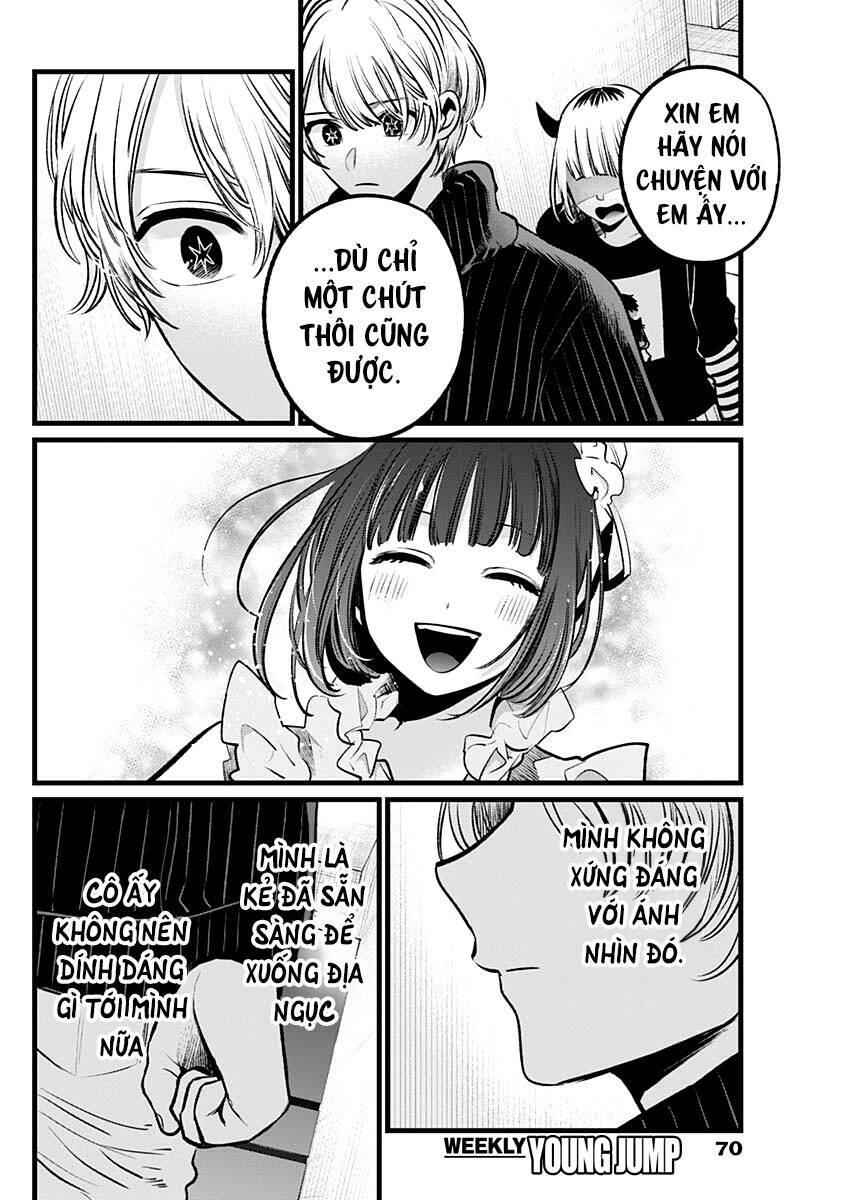 XIN EM
HÃY NÓI
CHUYỆN VỚI
EM ẤY...
...DÙ CHỈ
MỘT CHÚT
THÔI CŨNG
ĐƯỢC.
MÌNH KHÔNG
XỨNG ĐÁNG
VỚI ÁNH
NHÌN ĐÓ.
MÌNH LÀ
KẺ ĐÃ SẴN
SÀNG ĐỂ
XUỐNG ĐỊA
NGỤC
CÔ ẤY
KHÔNG NÊN
DÍNH DÁNG
GÌ TỚI MÌNH
NỮA
WEEKLY YOUNG JUMP 70